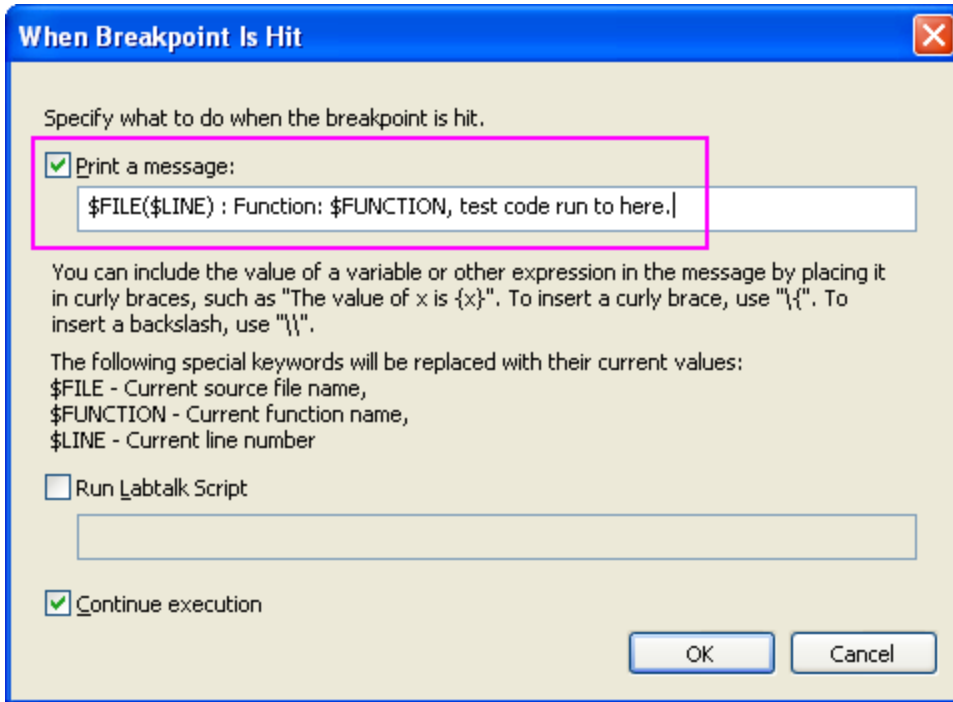 When Breakpoint Is Hit
Specify what to do when the breakpoint is hit.
Print a message:
$FILE($LINE) : Function: $FUNCTION, test code run to here.
You can include the value of a variable or other expression in the message by placing it
in curly braces, such as "The value of x is {x}". To insert a curly brace, use "\{". To
insert a backslash, use "\\".
The following special keywords will be replaced with their current values:
$FILE - Current source file name,
$FUNCTION - Current function name,
$LINE - Current line number
Run Labtalk Script
Continue execution
OK
Cancel